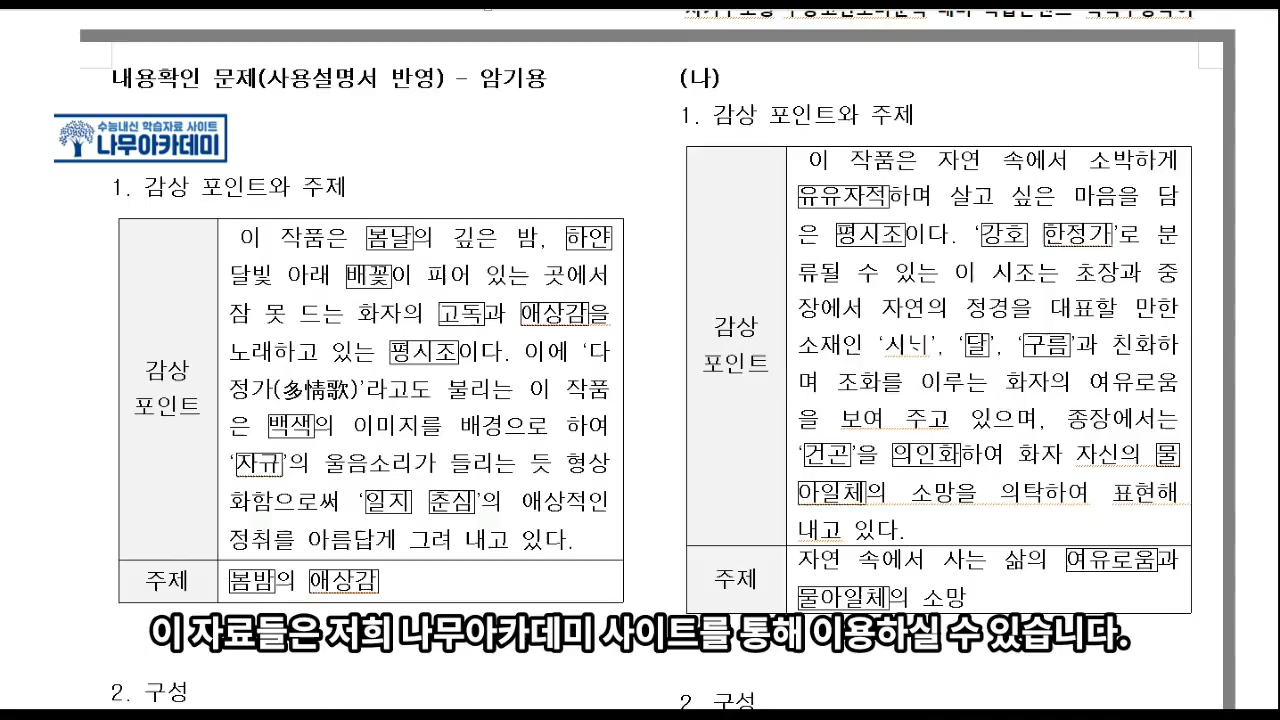 내용확인 문제(사용설명서 반영) - 암기용
수능내신 학습자료 사이트
나무아카데미
1. 감상 포인트와 주제
감상
포인트
이 작품은 봄날의 깊은 밤, 하얀
달빛 아래 배꽃이 피어 있는 곳에서
잠 못 드는 화자의 고독과 애상감을
노래하고 있는 평시조이다. 이에 ‘다
정가(多情歌)’라고도 불리는 이 작품
은 백색의 이미지를 배경으로 하여
‘자규’의 울음소리가 들리는 듯 형상
화함으로써 ‘일지 춘심’의 애상적인
정취를 아름답게 그려 내고 있다.
주제
봄밤의 애상감
2. 구성
(나)
1. 감상 포인트와 주제
감상
포인트
이 작품은 자연 속에서 소박하게
유유자적하며 살고 싶은 마음을 담
은 평시조이다. ‘강호 한정가’로 분
류될 수 있는 이 시조는 초장과 중
장에서 자연의 정경을 대표할 만한
소재인 ‘시닉’, ‘달’, ‘구름’과 친화하
며 조화를 이루는 화자의 여유로움
을 보여 주고 있으며, 종장에서는
‘건곤’을 의인화하여 화자 자신의 물
아일체의 소망을 의탁하여 표현해
내고 있다.
주제
자연 속에서 사는 삶의 여유로움과
물아일체의 소망
2. 구성
이 자료들은 저희 나무아카데미 사이트를 통해 이용하실 수 있습니다.